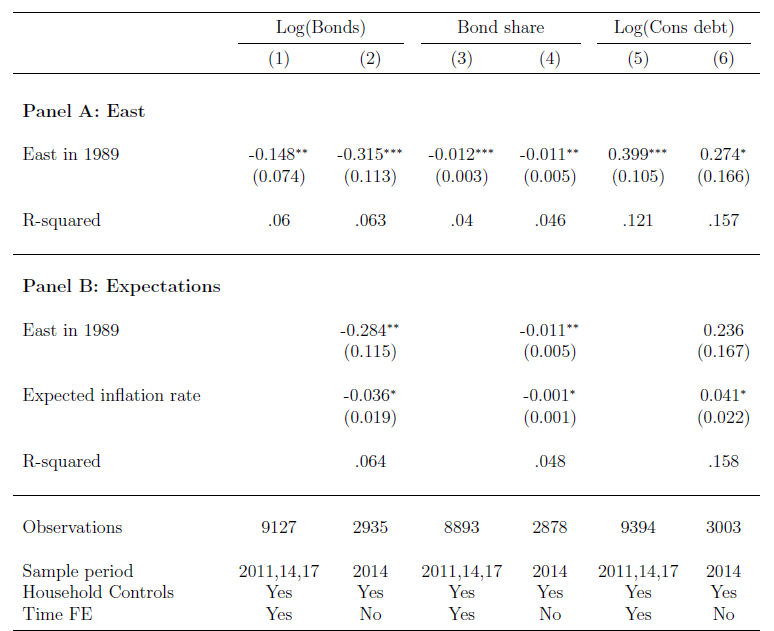 Log(Bonds) Bond share Log(Cons debt)
(1) (2) (3) (4) (5) (6)
Panel A: East
East in 1989 -0.148** -0.315*** -0.012*** -0.011** 0.399*** 0.274*
(0.074) (0.113) (0.003) (0.005) (0.105) (0.166)
R-squared .06 .063 .04 .046 .121 .157
Panel B: Expectations
East in 1989 -0.284** -0.011** 0.236
(0.115) (0.005) (0.167)
Expected inflation rate -0.036* -0.001* 0.041*
(0.019) (0.001) (0.022)
R-squared .064 .048 .158
Observations 9127 2935 8893 2878 9394 3003
Sample period 2011,14,17 2014 2011,14,17 2014 2011,14,17 2014
Household Controls Yes Yes Yes Yes Yes Yes
Time FE Yes No Yes No Yes No